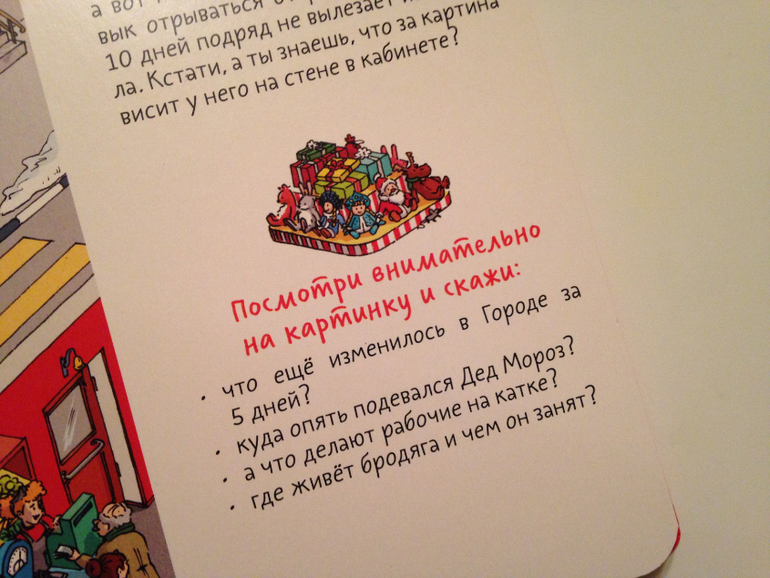 а вот
вык отрываться
10 дней подряд не вылезает
ла. Кстати, а ты знаешь, что за картина
висит у него на стене в кабинете?
Посмотри внимательно
на картинку и скажи:
• что ещё изменилось в Городе за
5 дней?
• куда опять подевался Дед Мороз?
• а что делают рабочие на катке?
• где живёт бродяга и чем он занят?